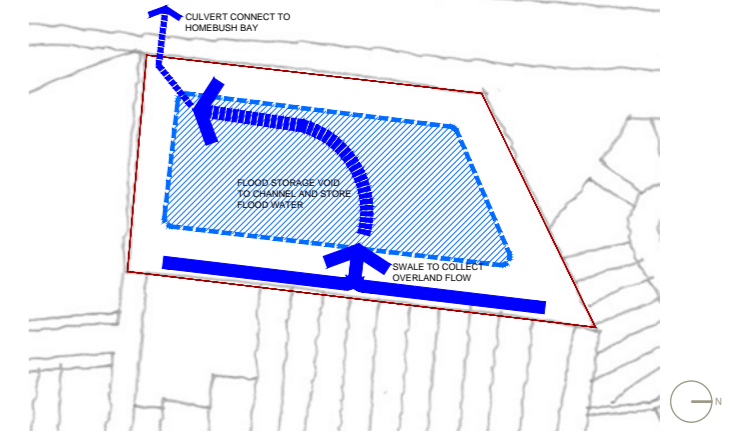 CULVERT CONNECT TO
HOMEBUSH BAY
FLOOD STORAGE VOID
TO CHANNEL AND STORE
FLOOD WATER
SWALE TO COLLECT
OVERLAND FLOW
N